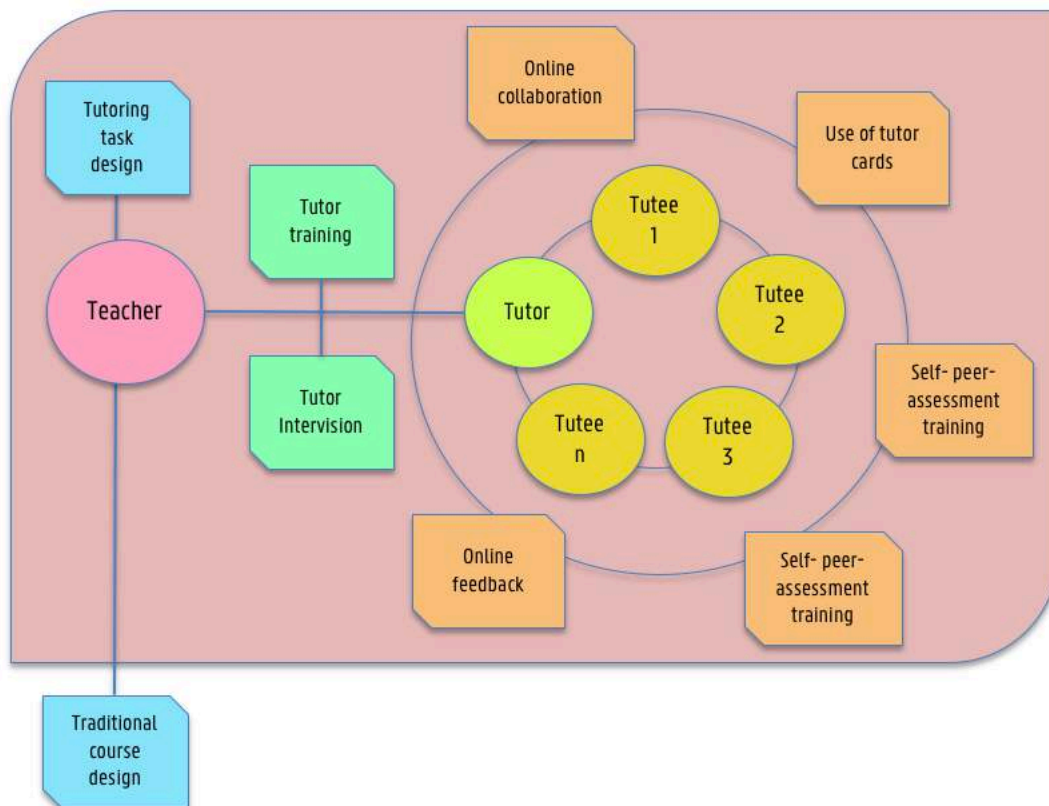 Online
collaboration
Tutoring
task
design
Use of tutor
cards
Tutor
training
Tutee
1
Teacher
Tutor
Tutee
2
Self- peer-
assessment
training
Tutor
Intervision
Tutee
n
Tutee
3
Online
feedback
Self- peer-
assessment
training
Traditional
course
design